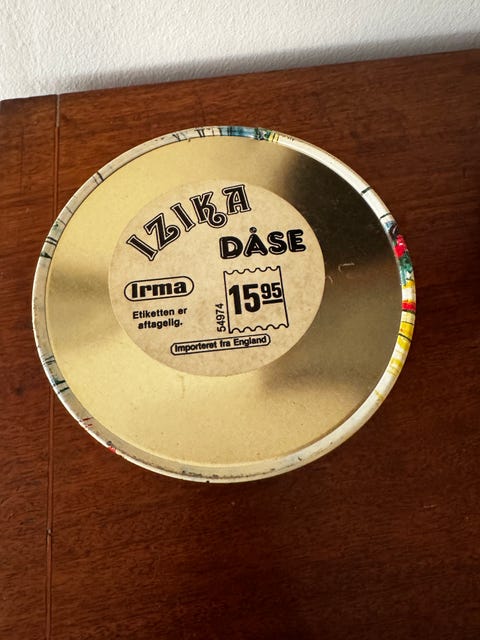 IZIKA
DÅSE
Irma
Etiketten er
aftagelig.
54974
15.95
Importeret fra England